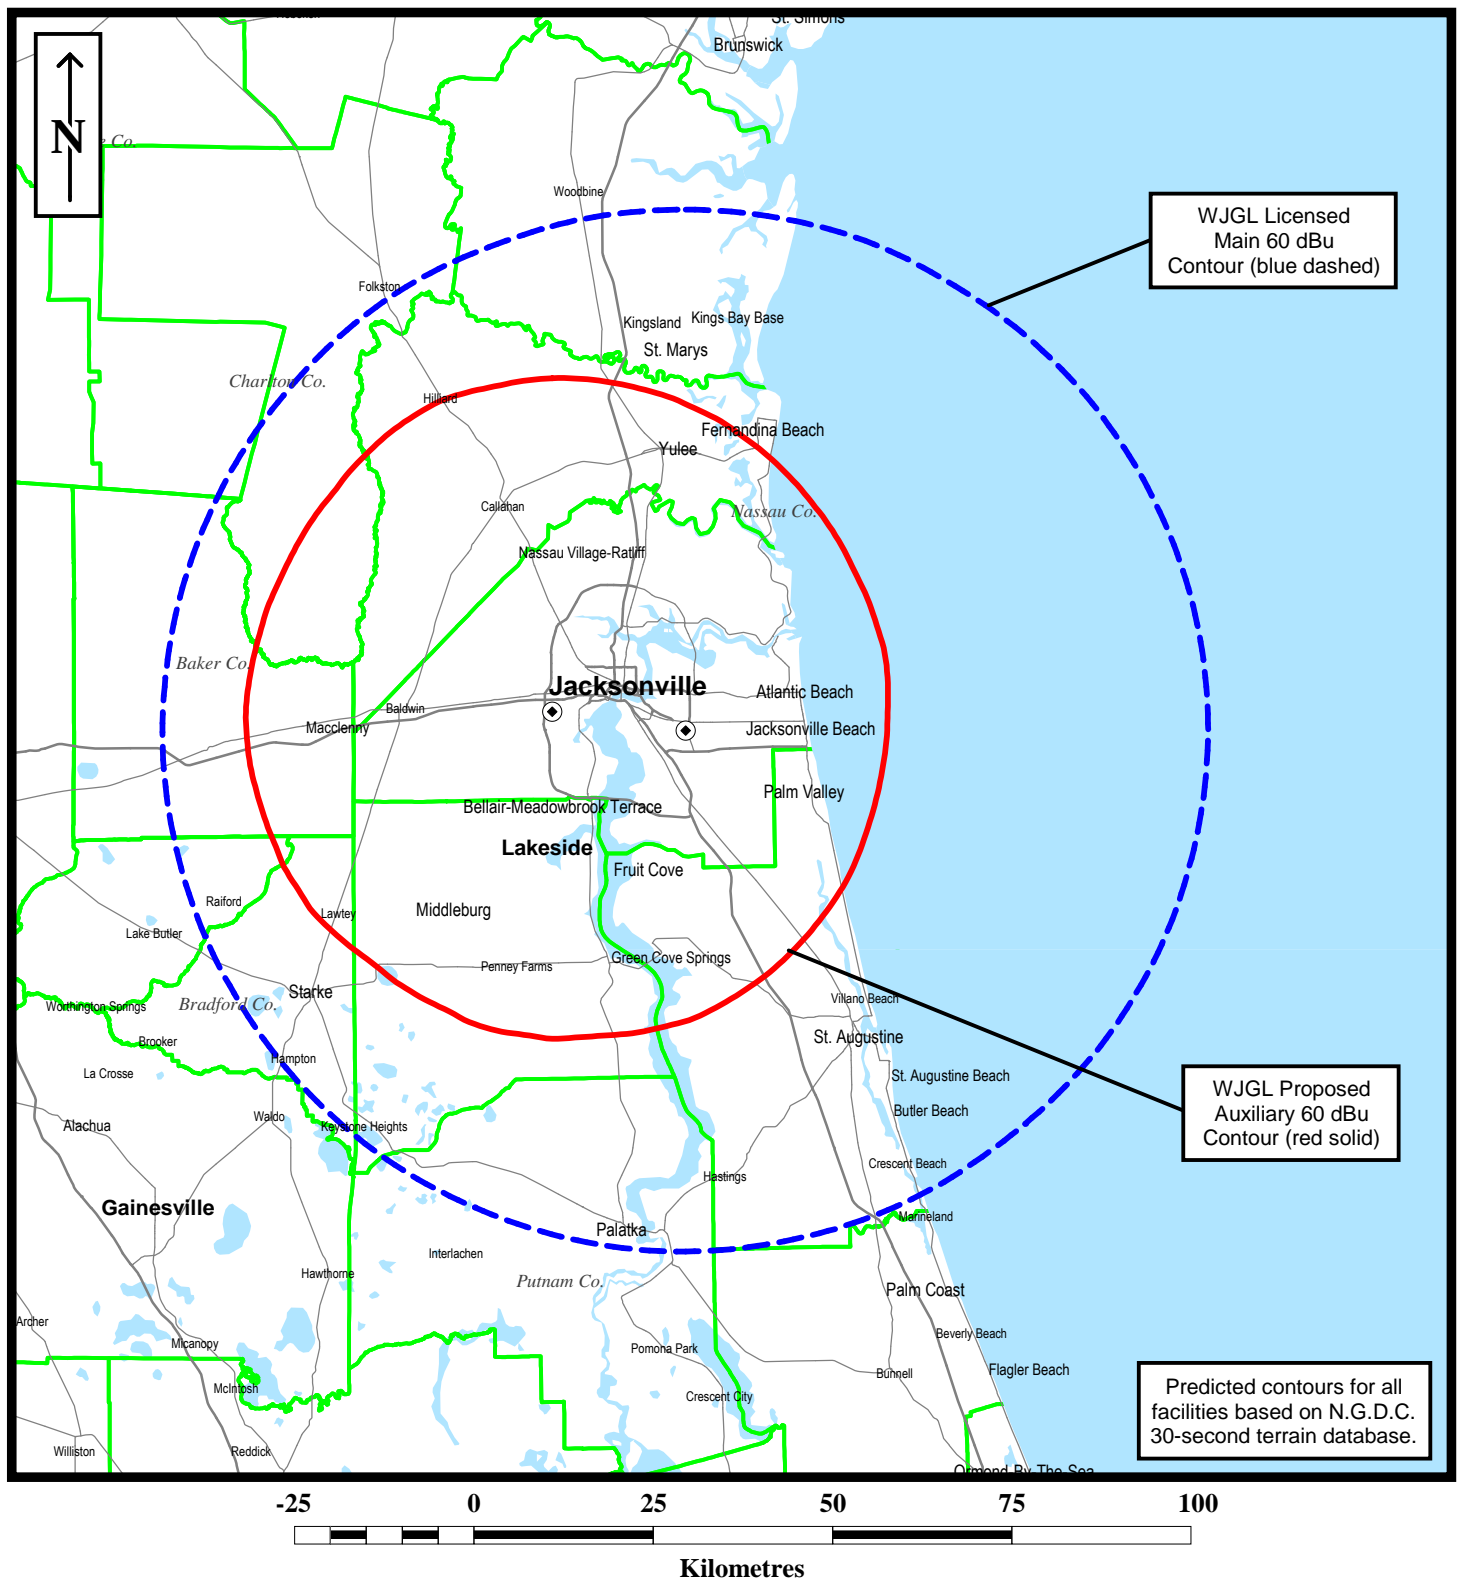 St. Simons
Brunswick
N
Co.
Woodbine
WJGL Licensed
Main 60 dBu
Contour (blue dashed)
Folkston
Kingsland
Kings Bay Base
St. Marys
Charlton Co.
Hilliard
Fernandina Beach
Yulee
Callahan
Nassau Co.
Nassau Village-Ratliff
Baker Co.
Jacksonville
Atlantic Beach
Baldwin
Macclenny
Jacksonville Beach
Palm Valley
Bellair-Meadowbrook Terrace
Lakeside
Fruit Cove
Raiford
Lawtey
Middleburg
Lake Butler
Green Cove Springs
Penney Farms
Starke
Villano Beach
Worthington Springs
Bradford Co.
St. Augustine
Brooker
Hampton
La Crosse
St. Augustine Beach
WJGL Proposed
Auxiliary 60 dBu
Contour (red solid)
Butler Beach
Waldo
Alachua
Keystone Heights
Crescent Beach
Hastings
Gainesville
Marineland
Palatka
Interlachen
Hawthorne
Putnam Co.
Palm Coast
Archer
Beverly Beach
Micanopy
Pomona Park
Bunnell
Flagler Beach
McIntosh
Crescent City
Predicted contours for all
facilities based on N.G.D.C.
30-second terrain database.
Williston
Reddick
Ormond-By-The-Sea
-25 0 25 50 75 100
Kilometres